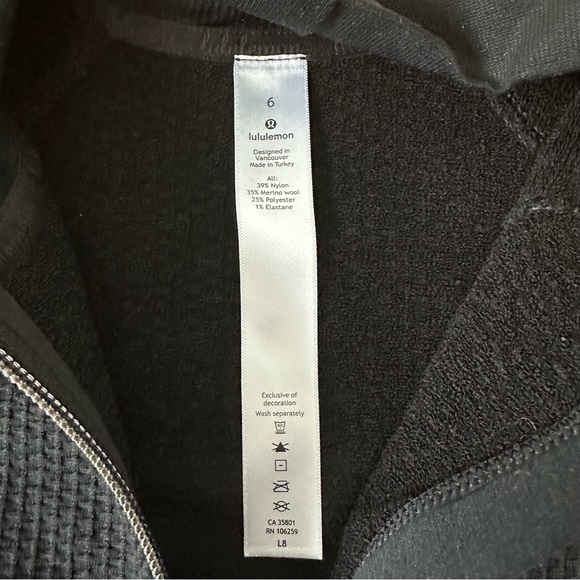 6
lululemon
Designed in
Vancouver
Made in Turkey
All:
39% Nylon
35% Merino wool
25% Polyester
1% Elastane
Exclusive of
decoration
Wash separately
CA 35801
RN 106259
L8